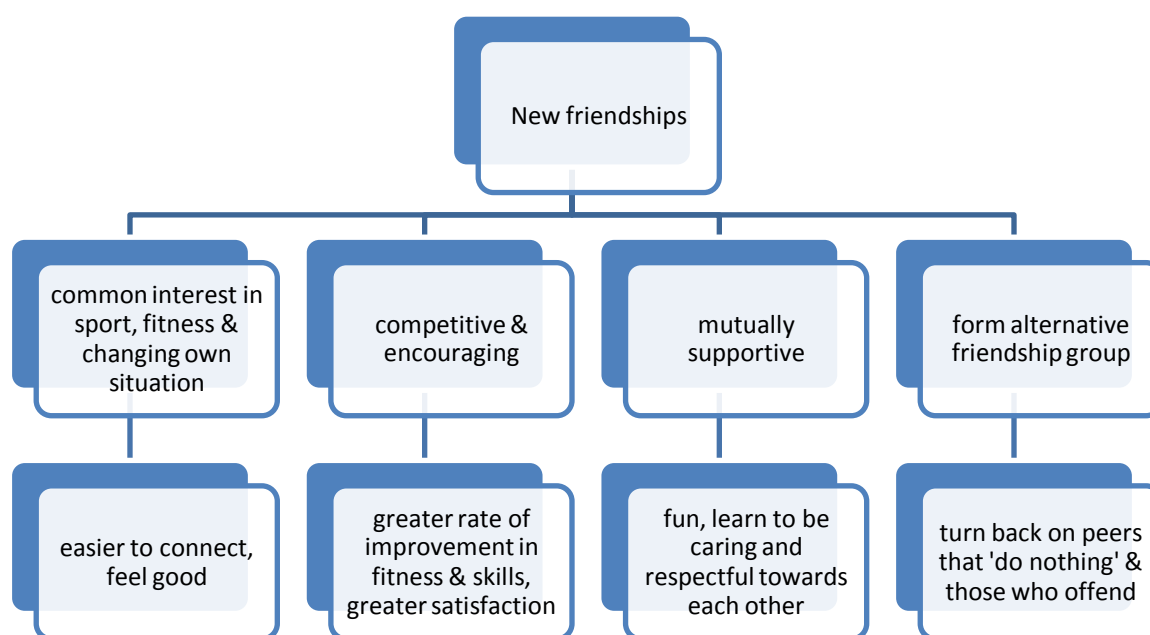 New friendships
common interest in
sport, fitness &
changing own
situation
competitive &
encouraging
mutually
supportive
form alternative
friendship group
easier to connect,
feel good
greater rate of
improvement in
fitness & skills,
greater satisfaction
fun, learn to be
caring and
respectful towards
each other
turn back on peers
that 'do nothing' &
those who offend